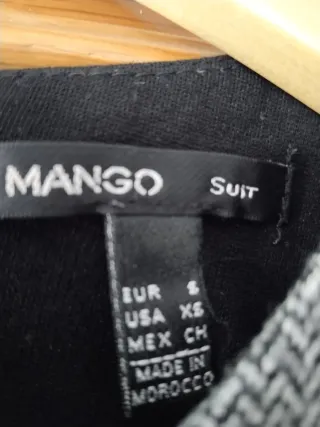 MANGO SUIT
EUR S
USA XS
MEX CH
MADE IN
MOROCCO